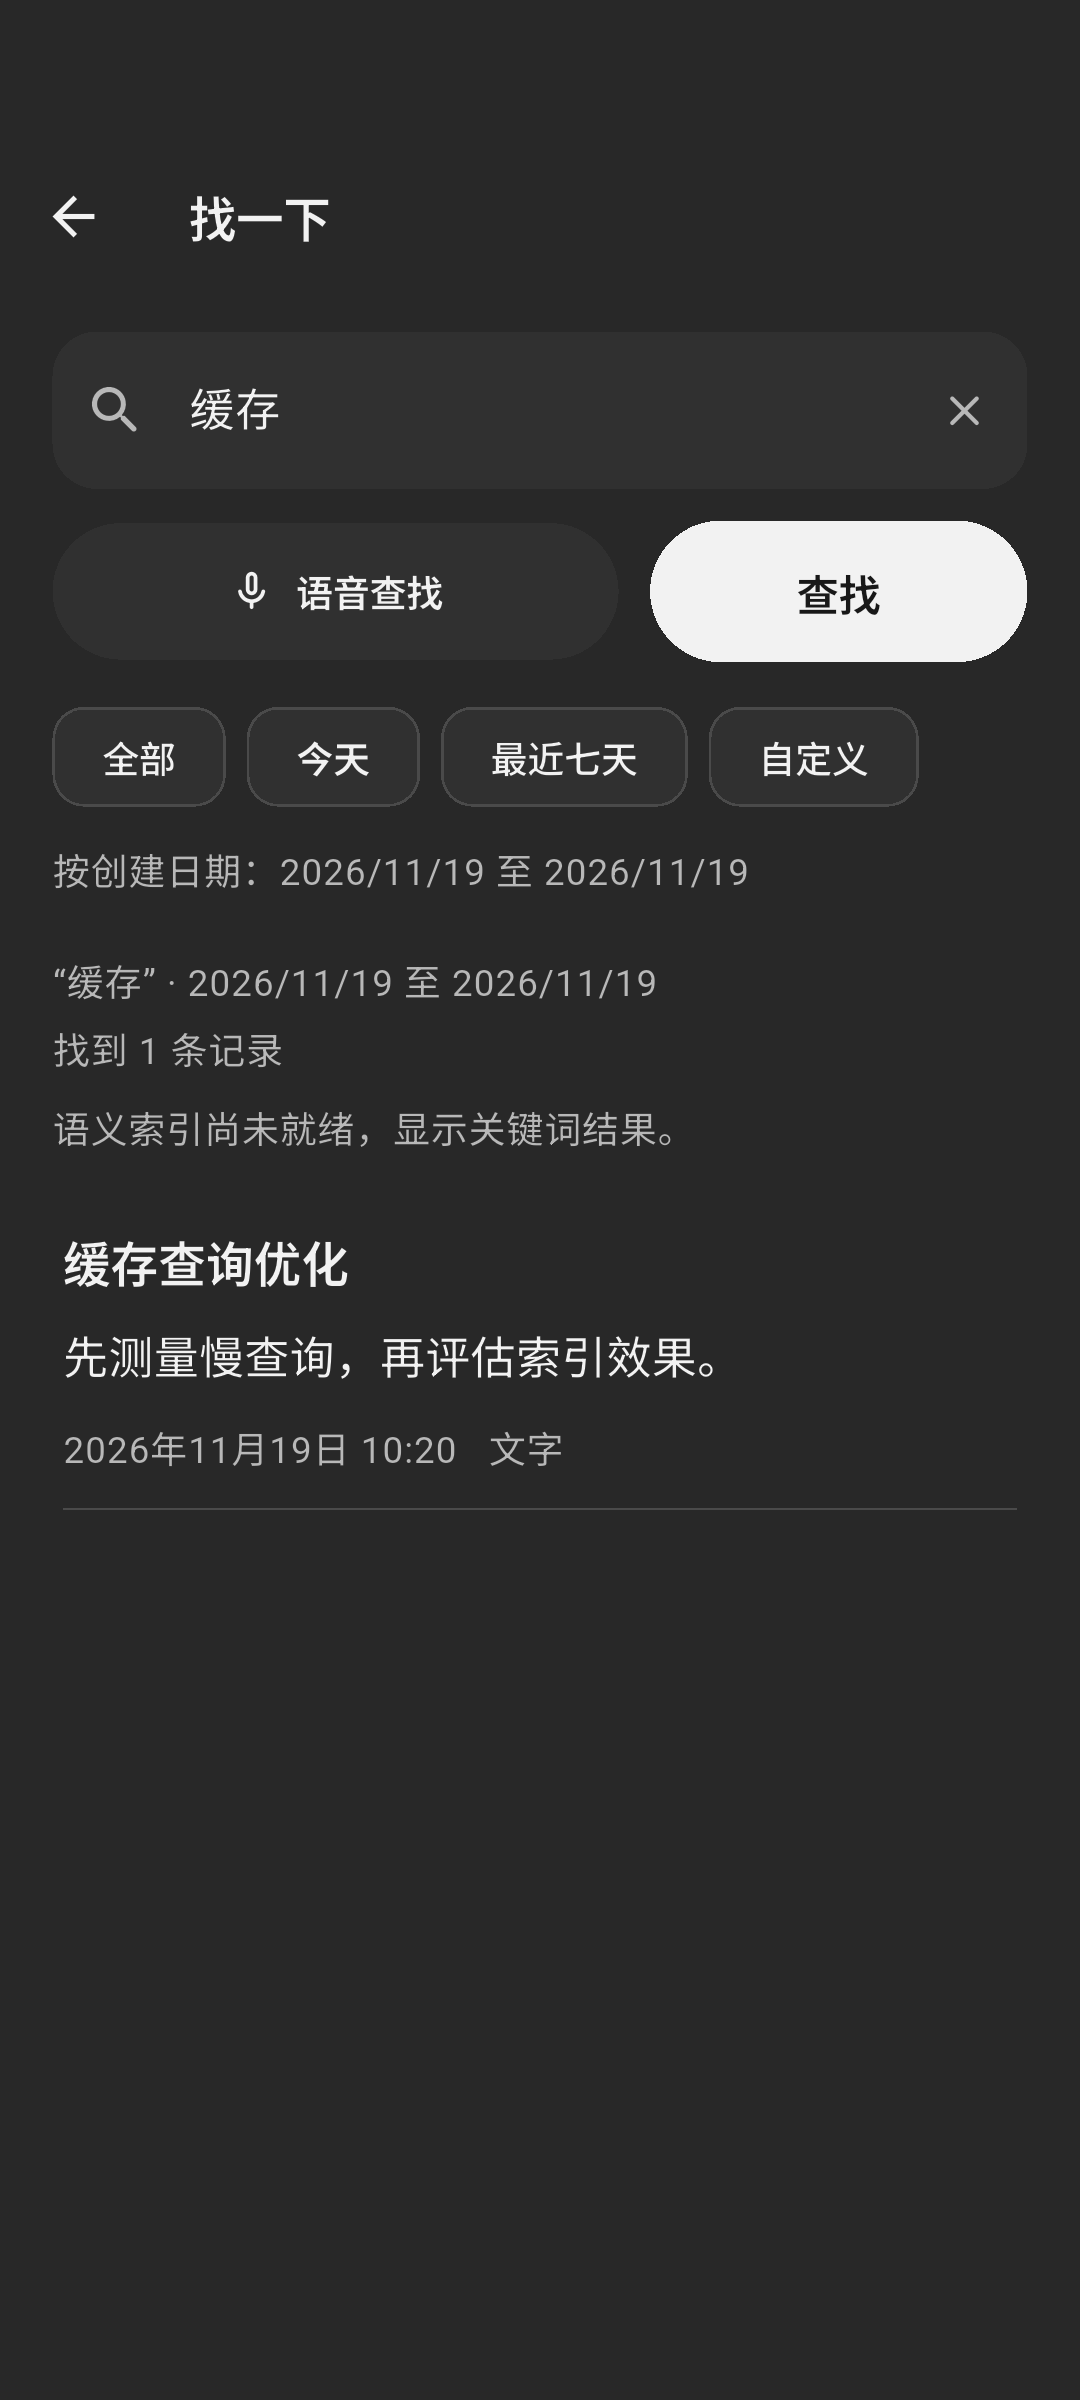 找一下
缓存
语音查找
查找
全部
今天
最近七天
自定义
按创建日期：2026/11/19 至 2026/11/19
“缓存” · 2026/11/19 至 2026/11/19
找到 1 条记录
语义索引尚未就绪，显示关键词结果。
缓存查询优化
先测量慢查询，再评估索引效果。
2026年11月19日 10:20 文字